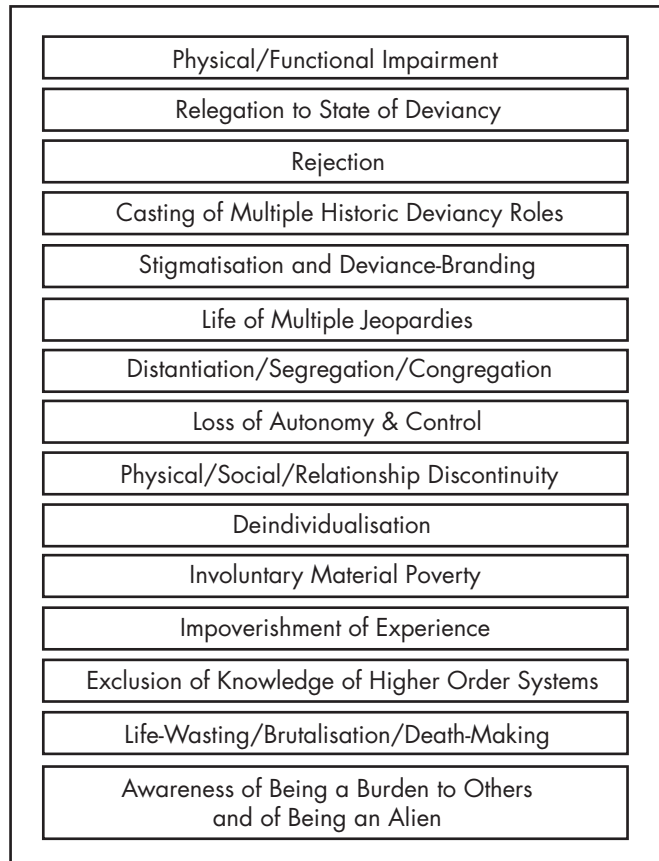 Physical/Functional Impairment
Relegation to State of Deviancy
Rejection
Casting of Multiple Historic Deviancy Roles
Stigmatisation and Deviance-Branding
Life of Multiple Jeopardies
Distantiation/Segregation/Congregation
Loss of Autonomy & Control
Physical/Social/Relationship Discontinuity
Deindividualisation
Involuntary Material Poverty
Impoverishment of Experience
Exclusion of Knowledge of Higher Order Systems
Life-Wasting/Brutalisation/Death-Making
Awareness of Being a Burden to Others
and of Being an Alien